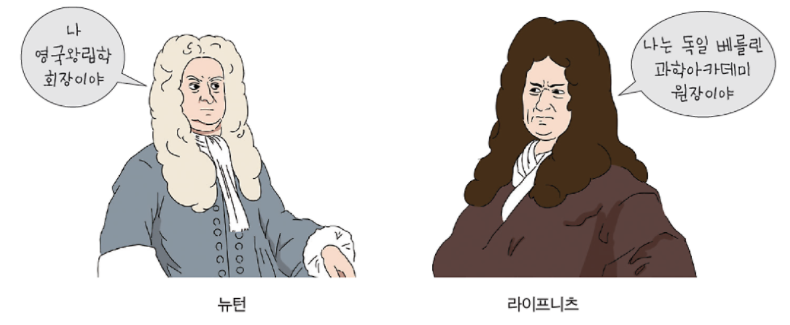 나
영국왕립학
회장이야
나는 독일 베를린
과학아카데미
원장이야
뉴턴
라이프니츠